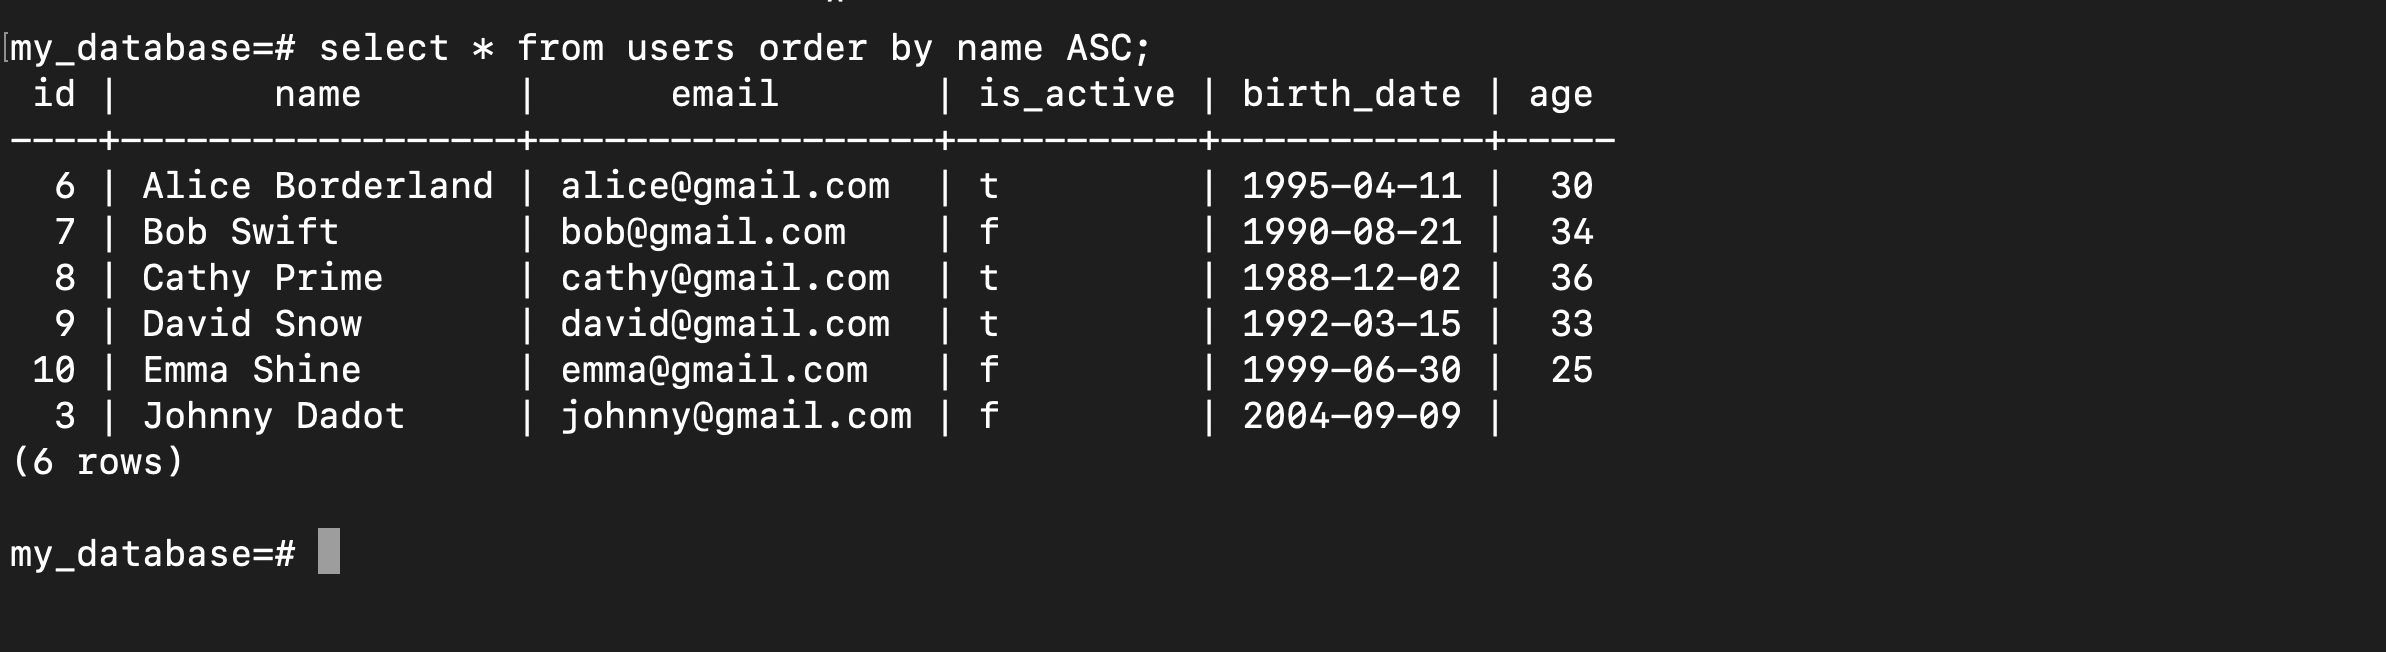 my_database=# select * from users order by name ASC;
 id |       name       |      email       | is_active | birth_date | age
----+------------------+------------------+-----------+------------+-----
  6 | Alice Borderland | alice@gmail.com  | t         | 1995-04-11 |  30
  7 | Bob Swift        | bob@gmail.com    | f         | 1990-08-21 |  34
  8 | Cathy Prime      | cathy@gmail.com  | t         | 1988-12-02 |  36
  9 | David Snow       | david@gmail.com  | t         | 1992-03-15 |  33
 10 | Emma Shine       | emma@gmail.com   | f         | 1999-06-30 |  25
  3 | Johnny Dadot     | johnny@gmail.com | f         | 2004-09-09 |
(6 rows)
my_database=#